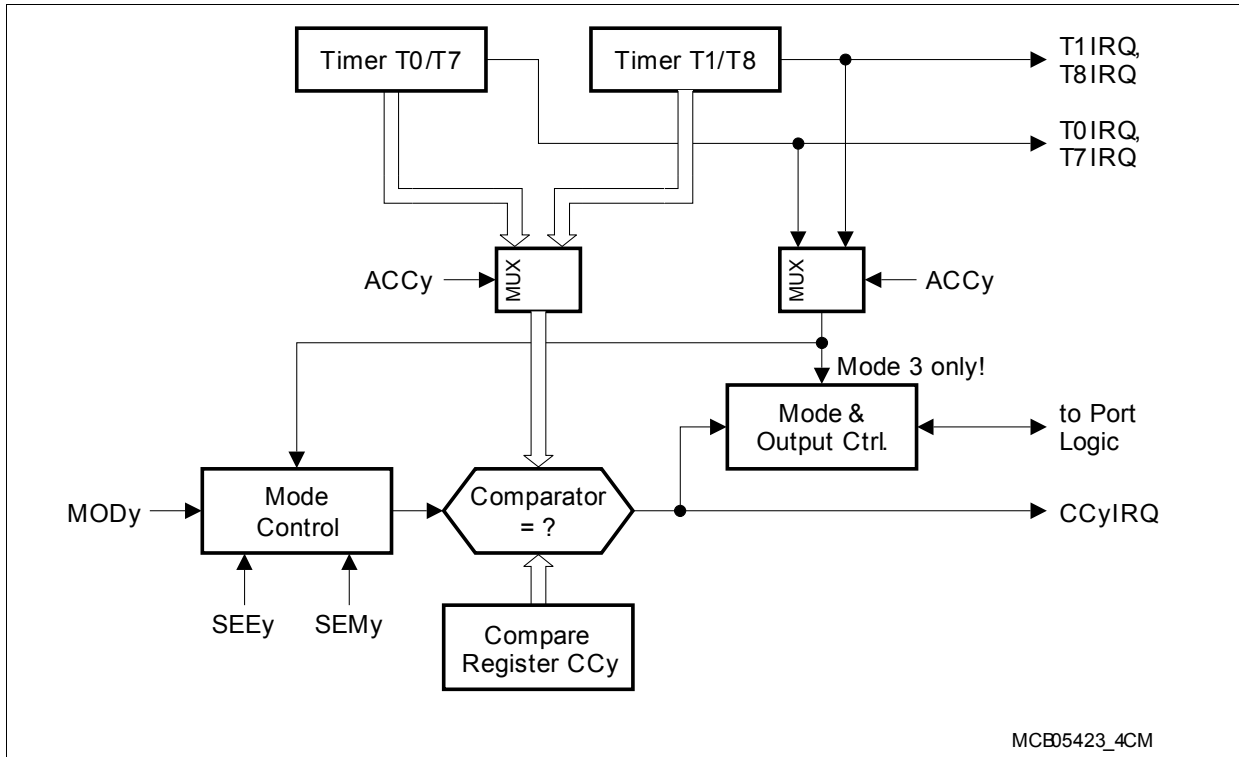 Timer T0/T7
Timer T1/T8
T1IRQ,
T8IRQ
T0IRQ,
T7IRQ
ACCy
MUX
MUX
ACCy
Mode 3 only!
Mode &
Output Ctrl.
to Port
Logic
MODy
Mode
Control
Comparator
= ?
CCyIRQ
SEEy
SEMy
Compare
Register CCy
MCB05423_4CM